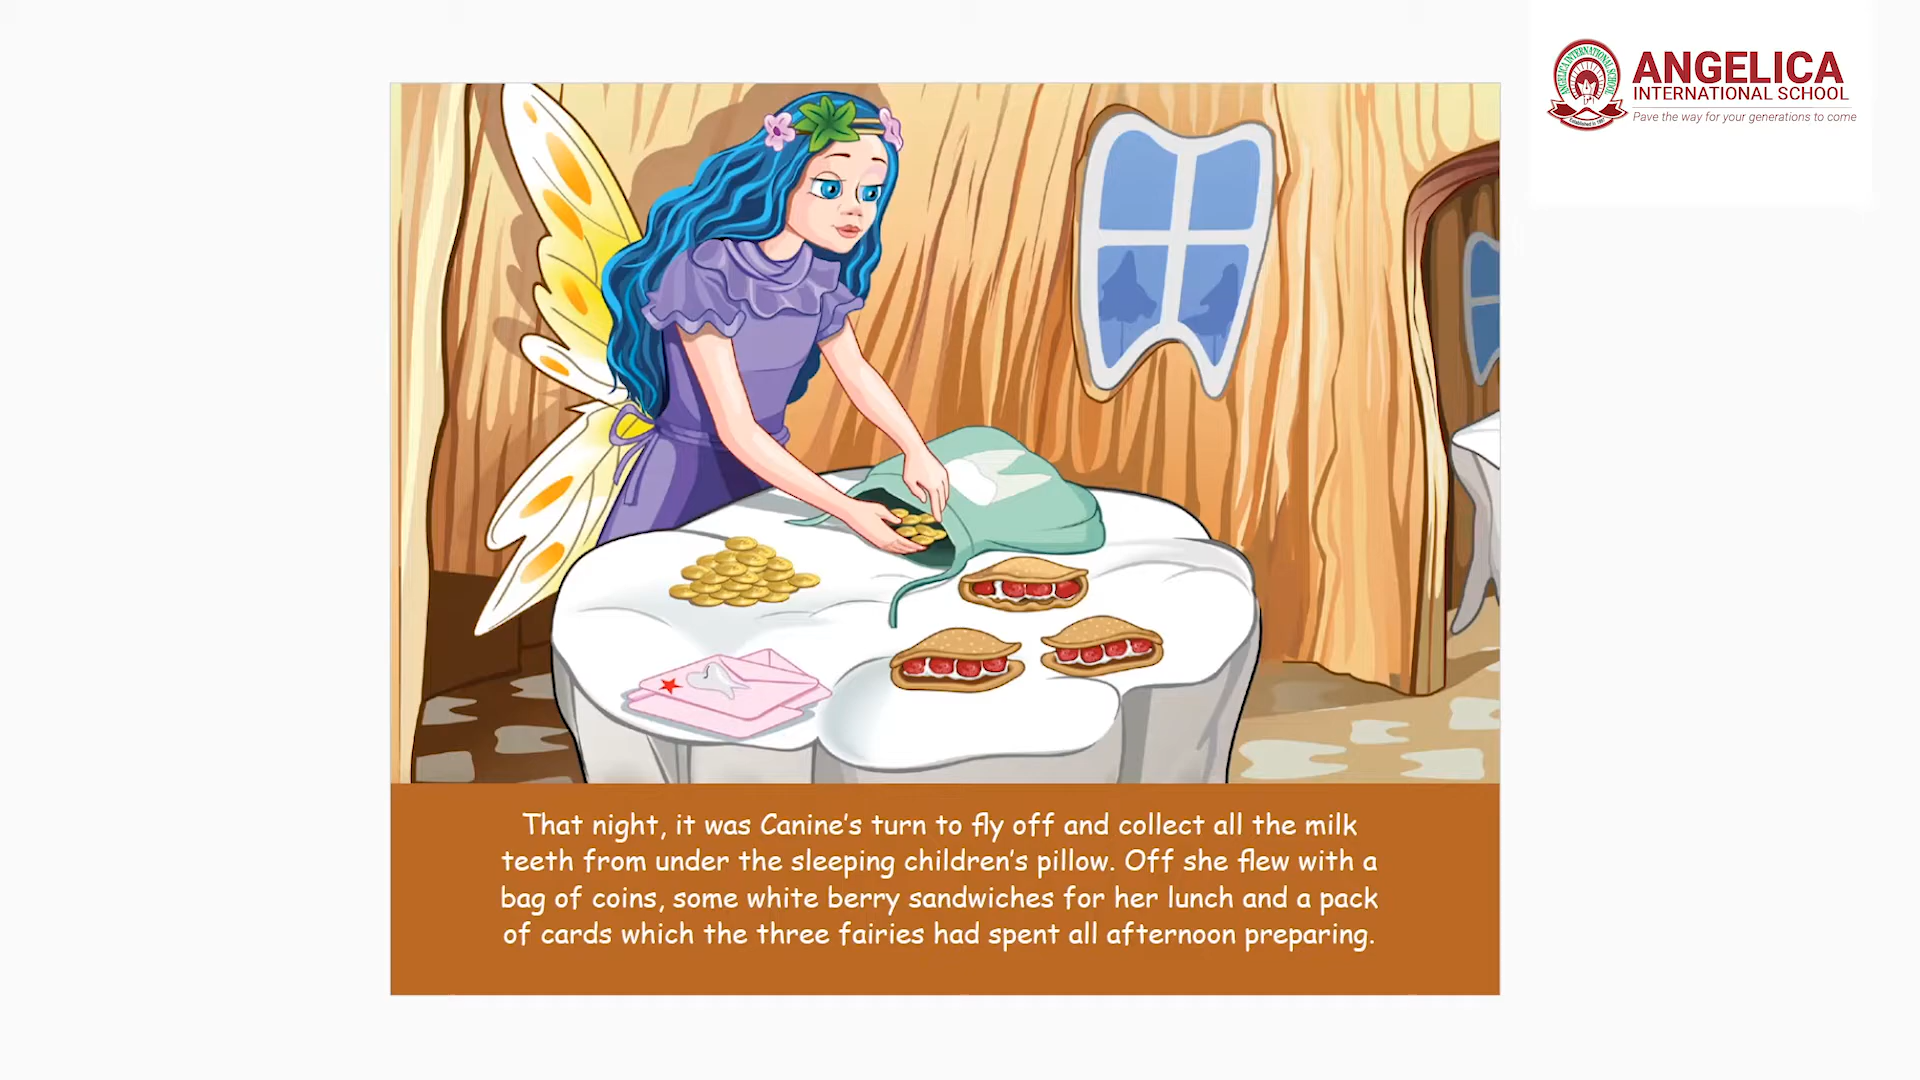 ANGELICA
INTERNATIONAL SCHOOL
Pave the way for your generations to come
ANGELICA INTERNATIONAL SCHOOL
That night, it was Canine's turn to fly off and collect all the milk
teeth from under the sleeping children's pillow. Off she flew with a
bag of coins, some white berry sandwiches for her lunch and a pack
of cards which the three fairies had spent all afternoon preparing.